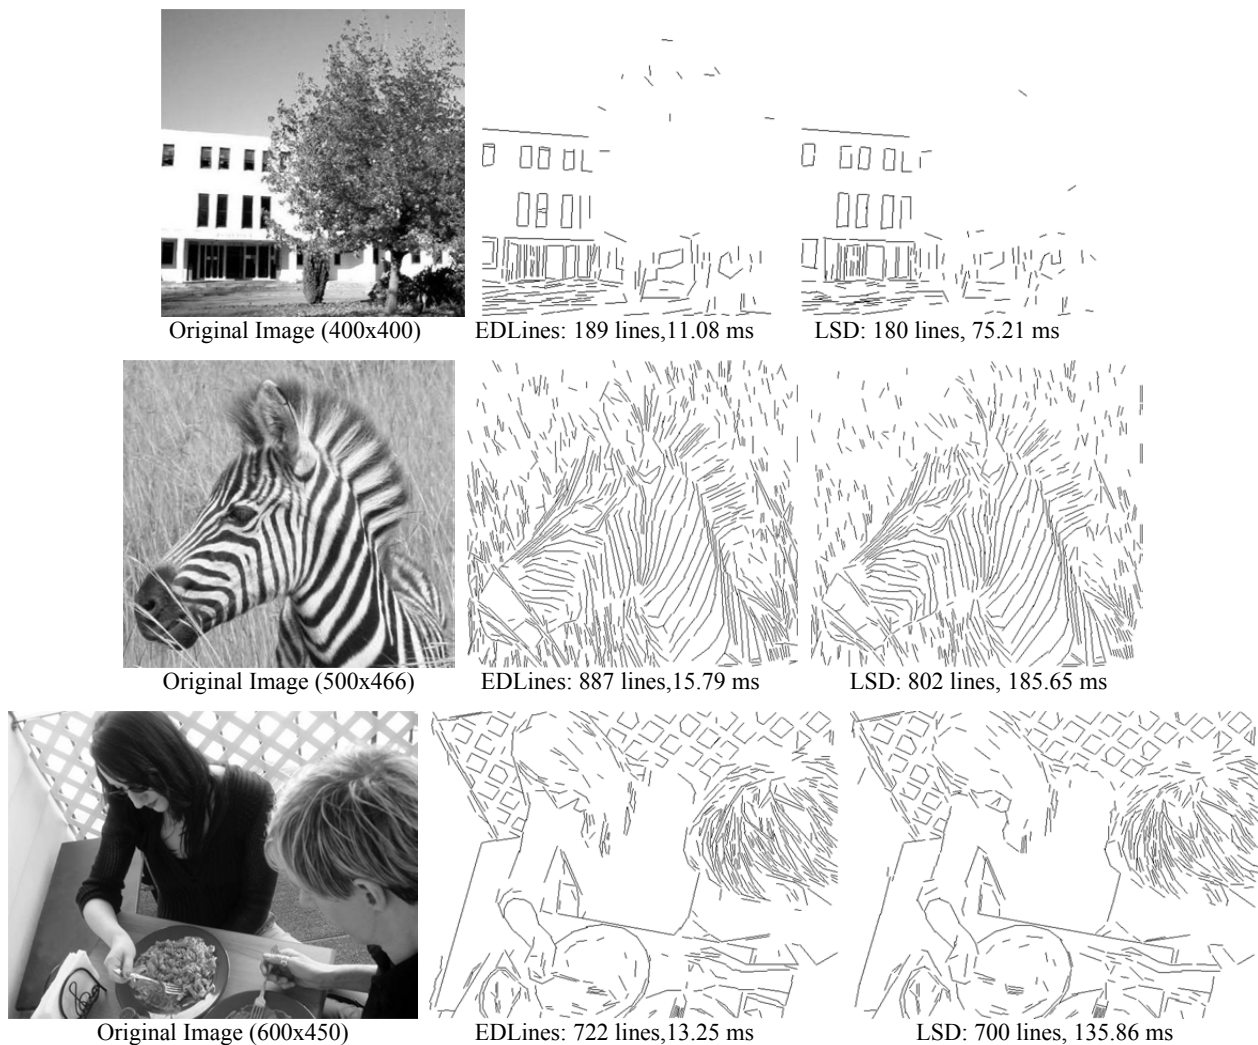 Original Image (400x400)
EDLines: 189 lines,11.08 ms
LSD: 180 lines, 75.21 ms
Original Image (500x466)
EDLines: 887 lines,15.79 ms
LSD: 802 lines, 185.65 ms
Original Image (600x450)
EDLines: 722 lines,13.25 ms
LSD: 700 lines, 135.86 ms